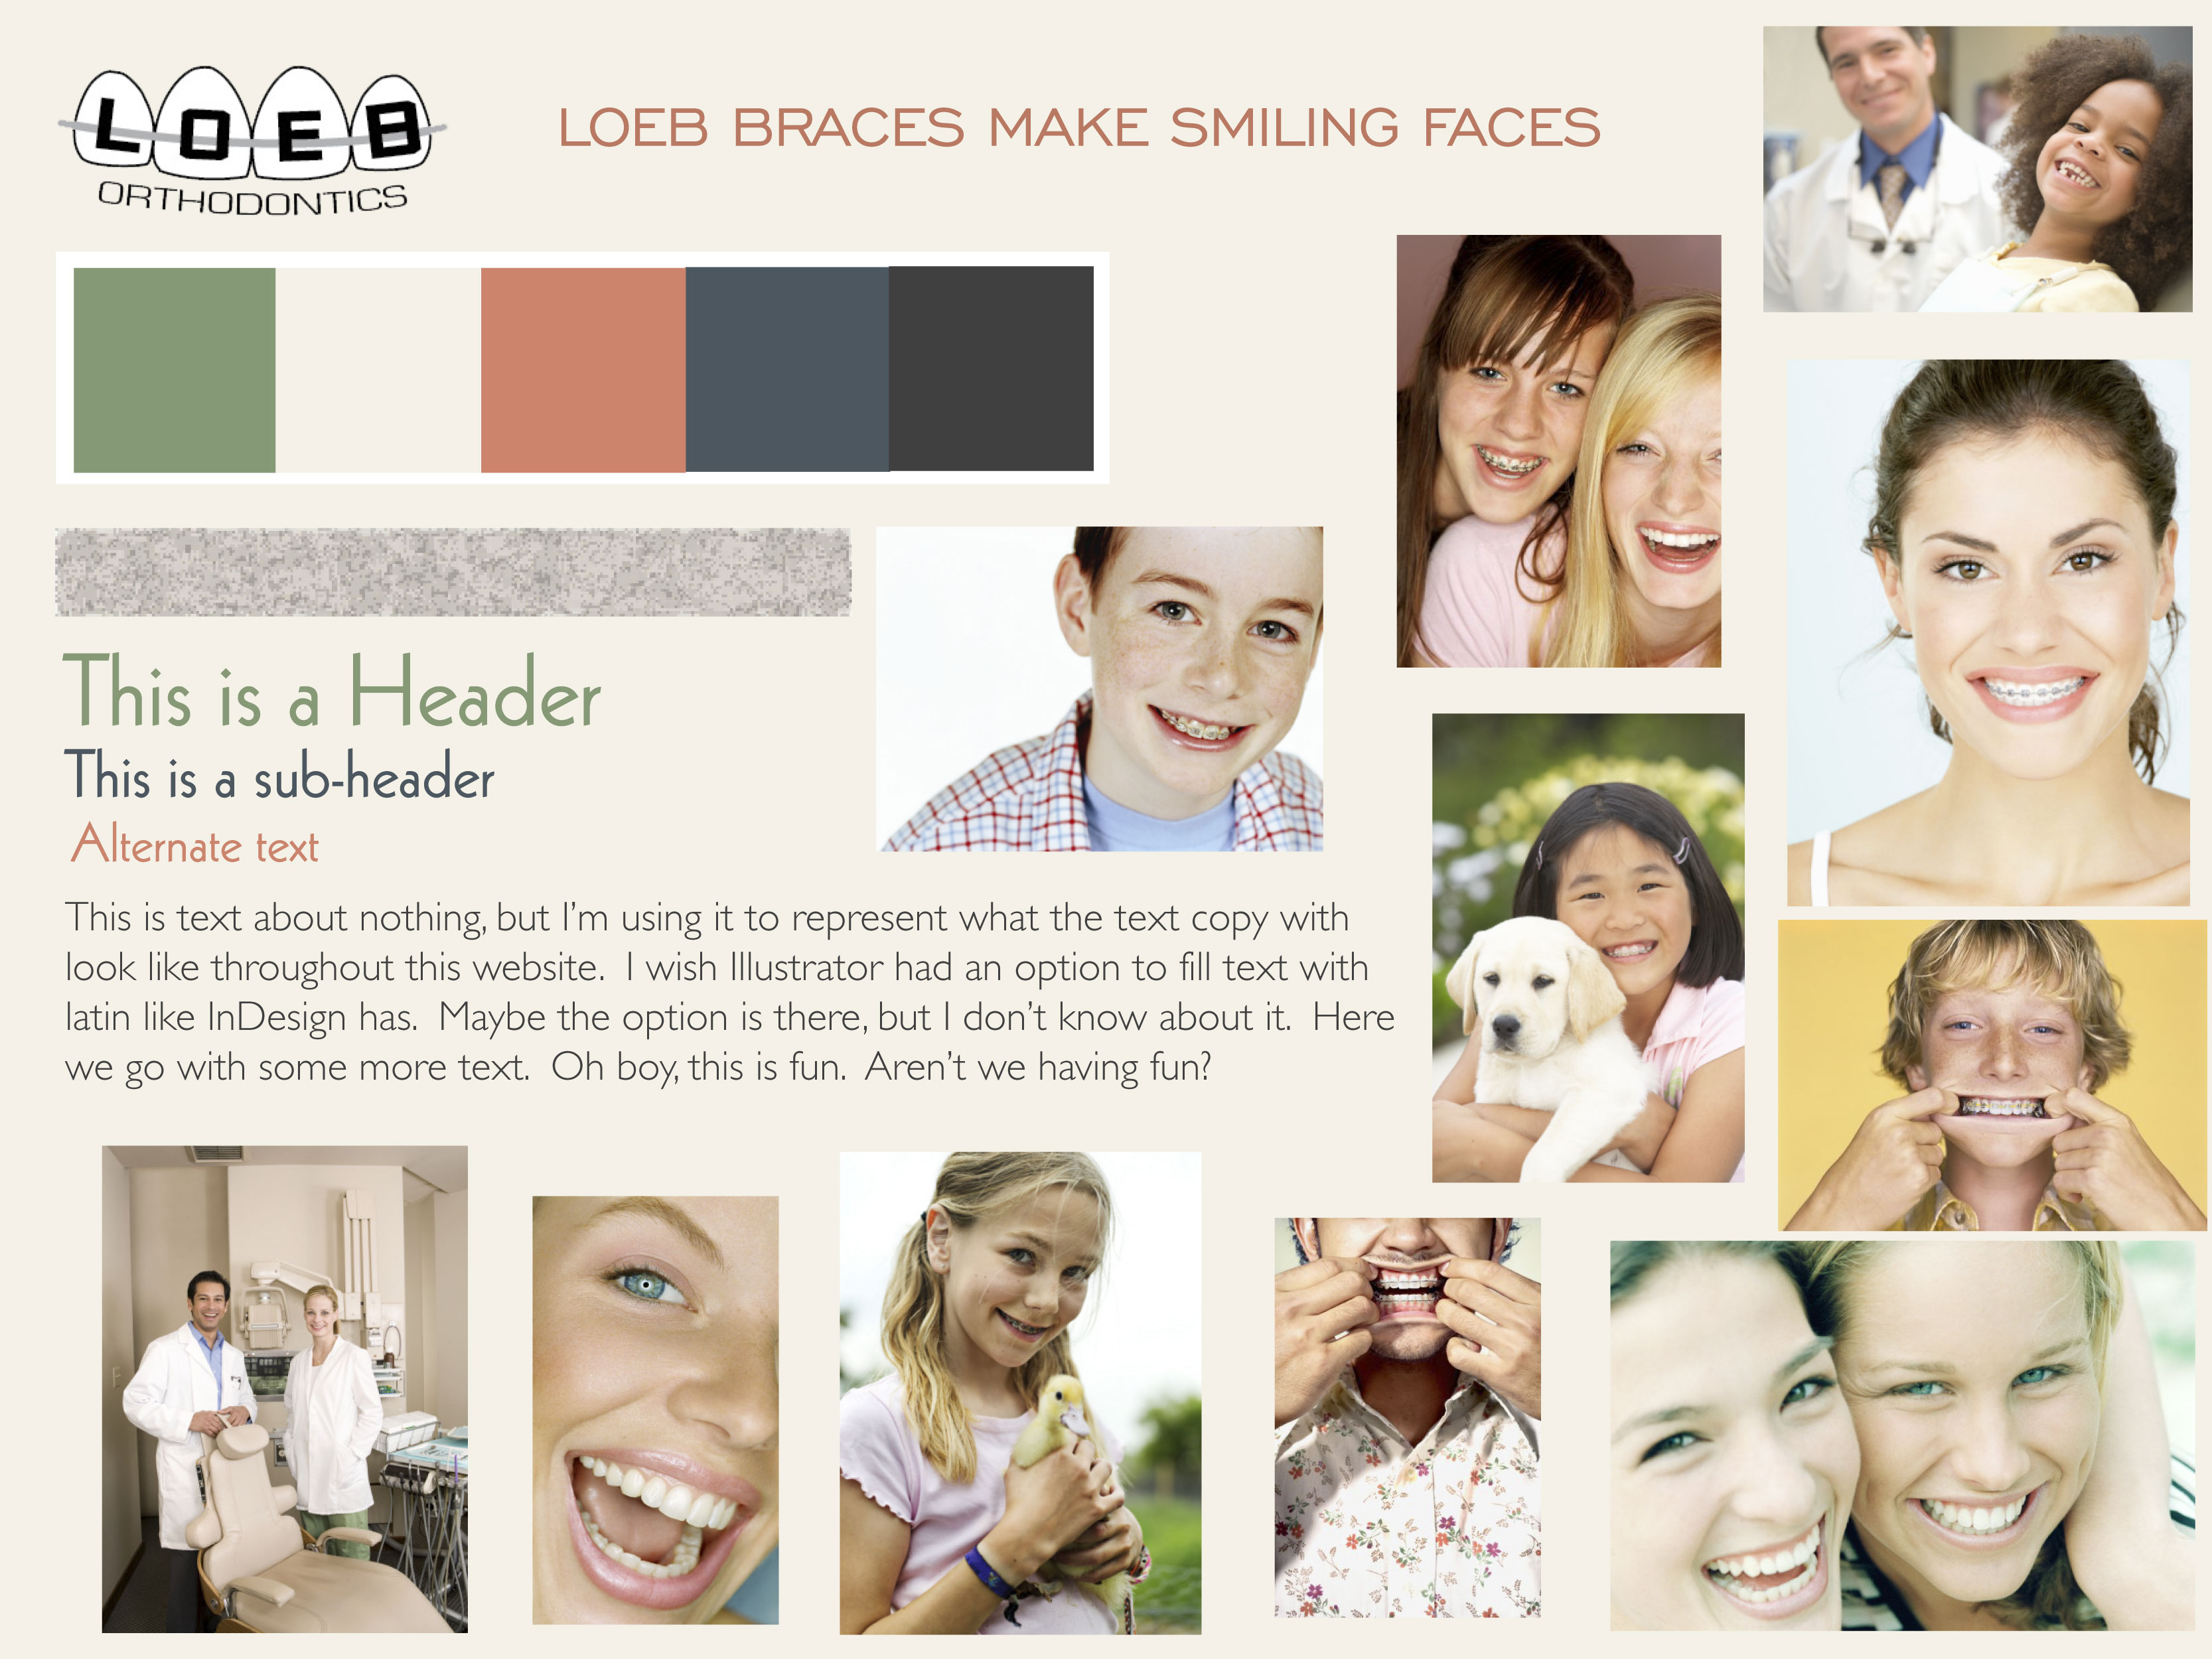 LOEB
ORTHODONTICS
LOEB BRACES MAKE SMILING FACES
This is a Header
This is a sub-header
Alternate text
This is text about nothing, but I'm using it to represent what the text copy with
look like throughout this website.  I wish Illustrator had an option to fill text with
latin like InDesign has.  Maybe the option is there, but I don't know about it.  Here
we go with some more text.  Oh boy, this is fun.  Aren't we having fun?